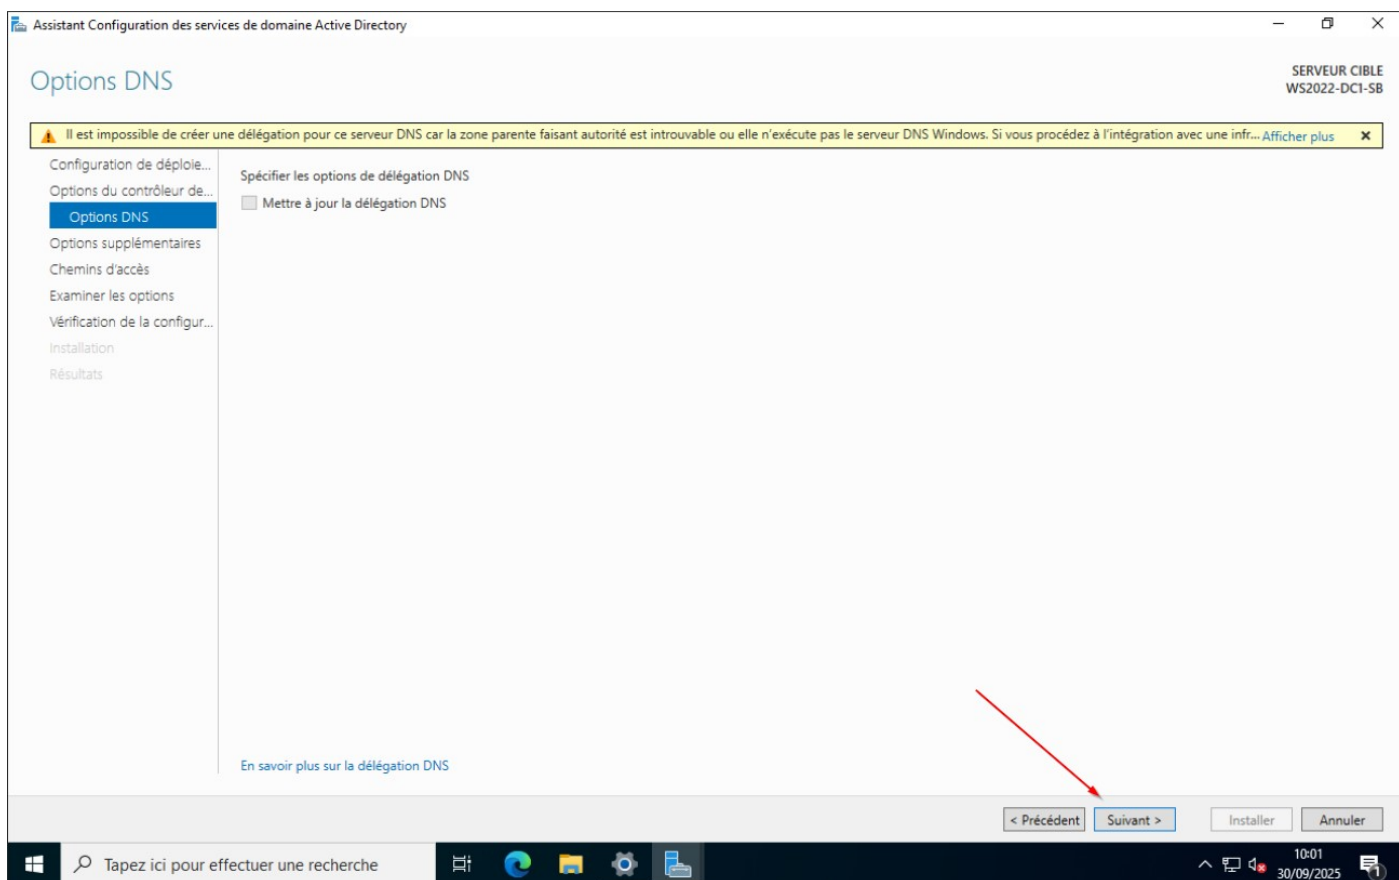 Assistant Configuration des services de domaine Active Directory
Options DNS
SERVEUR CIBLE
WS2022-DC1-SB
Il est impossible de créer une délégation pour ce serveur DNS car la zone parente faisant autorité est introuvable ou elle n'exécute pas le serveur DNS Windows. Si vous procédez à l'intégration avec une infr... Afficher plus
Configuration de déploie...
Options du contrôleur de...
Options DNS
Options supplémentaires
Chemins d'accès
Examiner les options
Vérification de la configur...
Installation
Résultats
Spécifier les options de délégation DNS
Mettre à jour la délégation DNS
En savoir plus sur la délégation DNS
< Précédent
Suivant >
Installer
Annuler
Tapez ici pour effectuer une recherche
10:01
30/09/2025
1